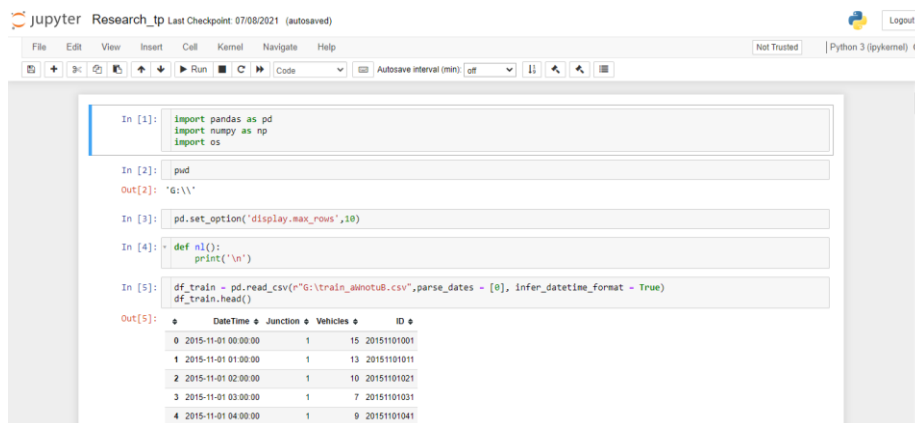 jupyter Research_tp Last Checkpoint: 07/08/2021 (autosaved) Logout
File Edit View Insert Cell Kernel Navigate Help Not Trusted Python 3 (ipykernel)
Run Code Autosave interval (min): off
In [1]: import pandas as pd
import numpy as np
import os
In [2]: pwd
Out[2]: 'G:\\'
In [3]: pd.set_option('display.max_rows',10)
In [4]: def nl():
print('\n')
In [5]: df_train = pd.read_csv(r"G:\train_aWnotuB.csv",parse_dates = [0], infer_datetime_format = True)
df_train.head()
Out[5]: DateTime Junction Vehicles ID
0 2015-11-01 00:00:00 1 15 20151101001
1 2015-11-01 01:00:00 1 13 20151101011
2 2015-11-01 02:00:00 1 10 20151101021
3 2015-11-01 03:00:00 1 7 20151101031
4 2015-11-01 04:00:00 1 9 20151101041